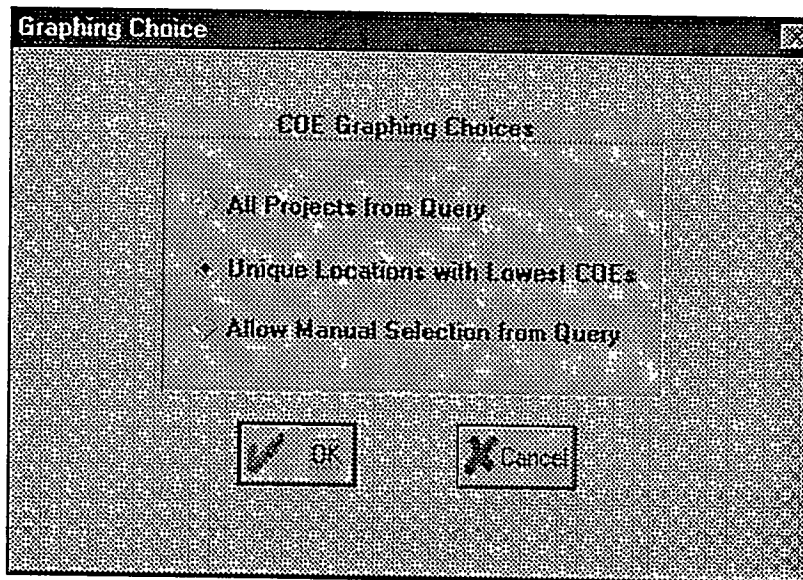 Graphing Choice
COE Graphing Choices
All Projects from Query
Unique Locations with Lowest COEs
Allow Manual Selection from Query
OK
Cancel